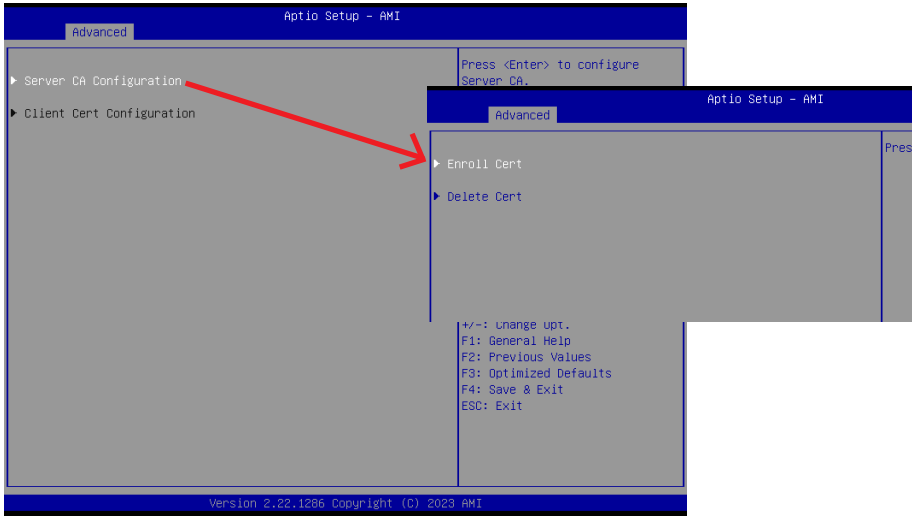 Aptio Setup - AMI
Advanced
Server CA Configuration
Client Cert Configuration
Press <Enter> to configure
Server CA.
Aptio Setup - AMI
Advanced
Enroll Cert
Delete Cert
+/-: Change Opt.
F1: General Help
F2: Previous Values
F3: Optimized Defaults
F4: Save & Exit
ESC: Exit
Version 2.22.1286 Copyright (C) 2023 AMI